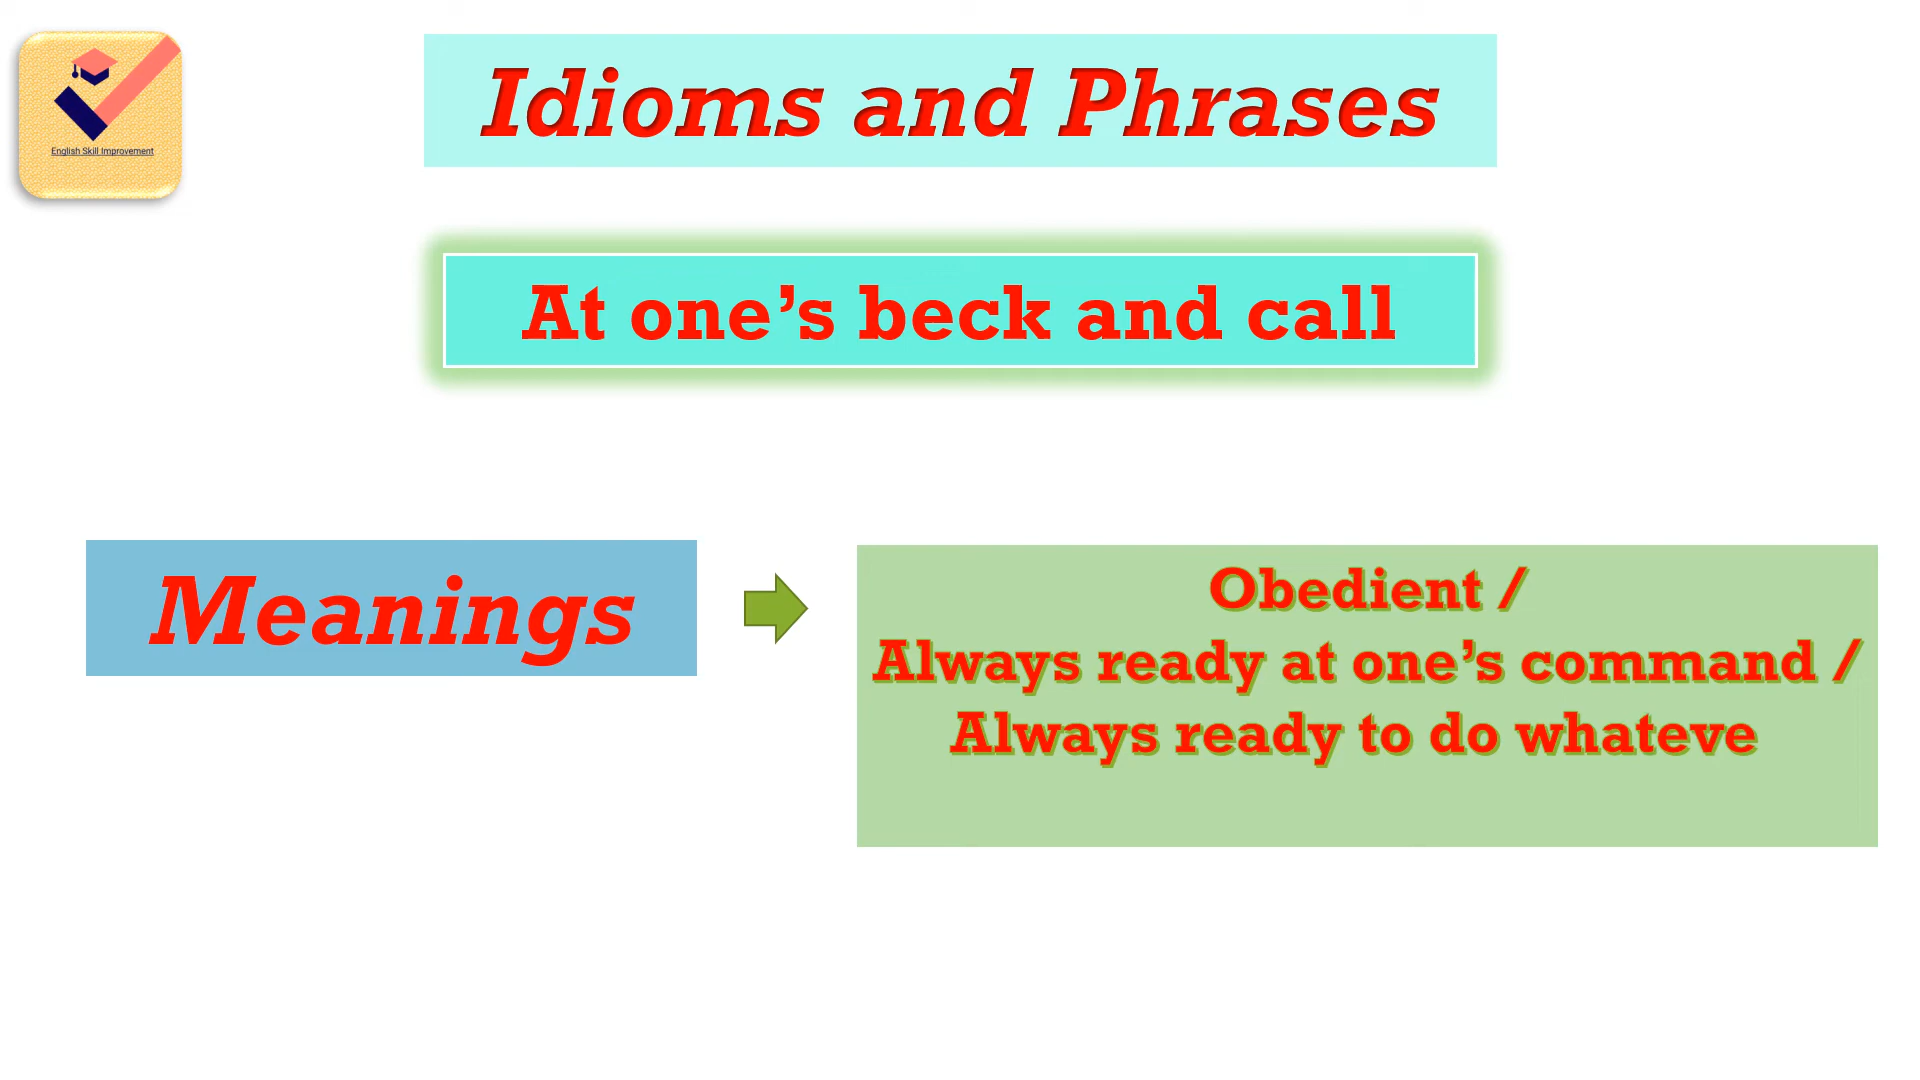 English Skill Improvement
Idioms and Phrases
At one’s beck and call
Meanings
Obedient /
Always ready at one’s command /
Always ready to do whateve